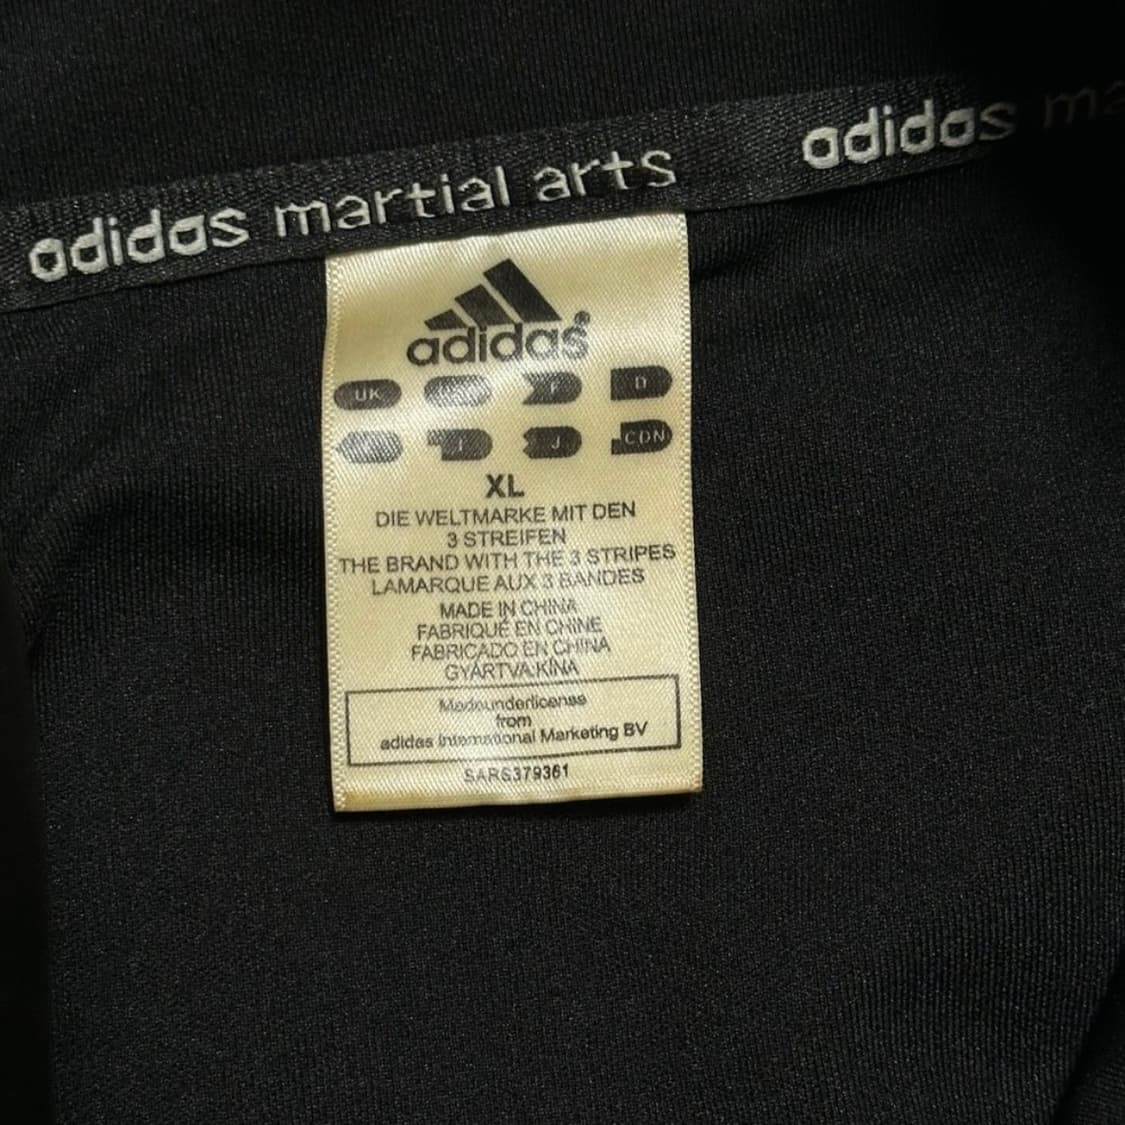 adidas martial arts adidas
adidas®
UK F D
I J CDN
XL
DIE WELTMARKE MIT DEN
3 STREIFEN
THE BRAND WITH THE 3 STRIPES
LAMARQUE AUX 3 BANDES
MADE IN CHINA
FABRIQUÉ EN CHINE
FABRICADO EN CHINA
GYÁRTVA.KÍNA
Madeunderlicense
from
adidas International Marketing BV
SARS379361